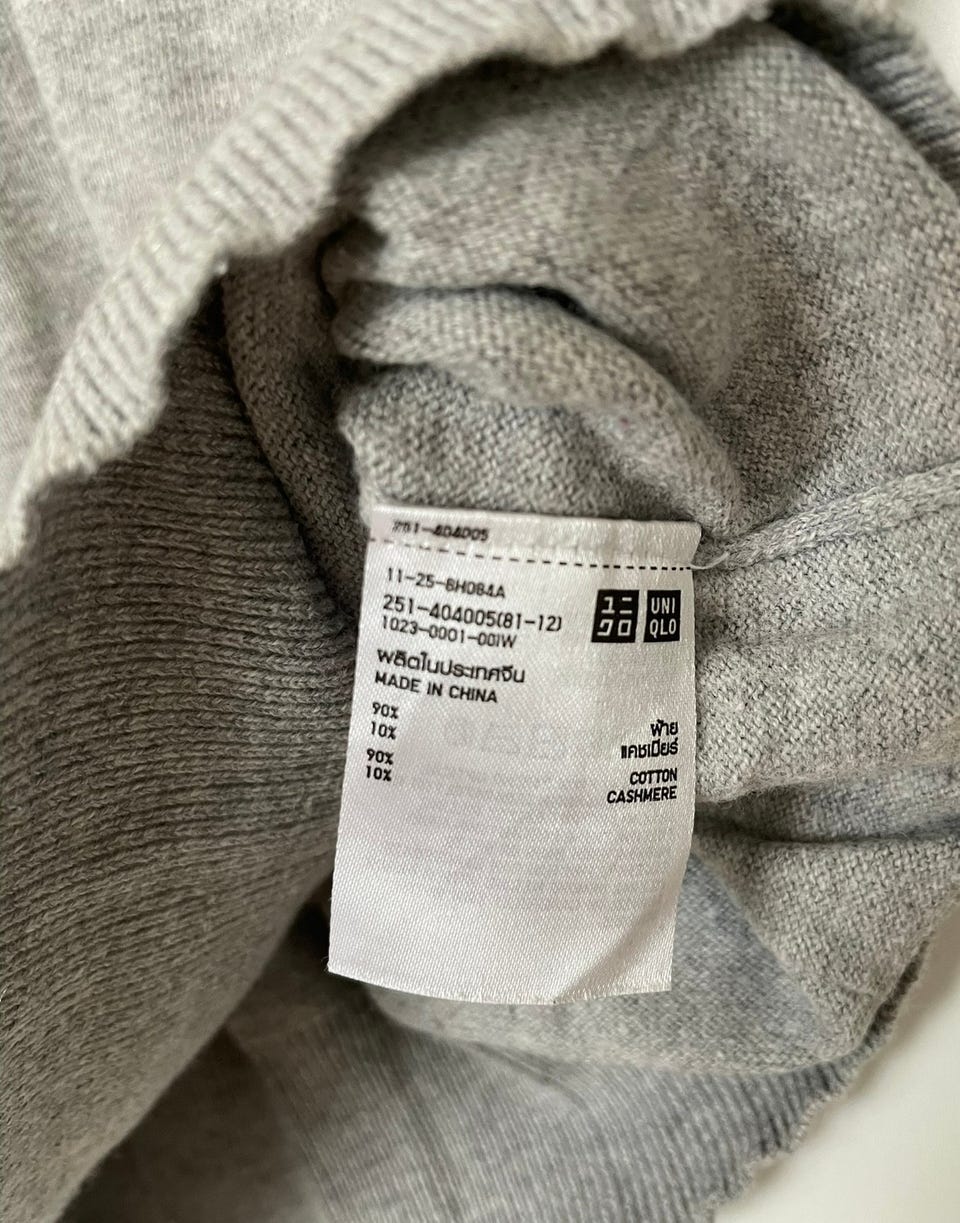 251-404005
11-25-BH084A
251-404005(81-12)
1023-0001-00IW
ユニ
クロ
UNI
QLO
ผลิตในประเทศจีน
MADE IN CHINA
90% ฝ้าย
10% แคชเมียร์
90% COTTON
10% CASHMERE